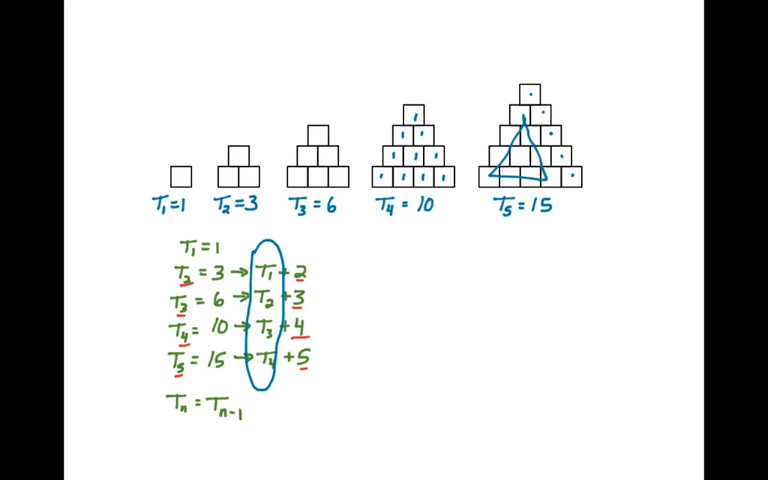 T₁=1 T₂=3 T₃=6 T₄=10 T₅=15
T₁=1
T₂=3→T₁+2
T₃=6→T₂+3
T₄=10→T₃+4
T₅=15→T₄+5
Tₙ=Tₙ₋₁